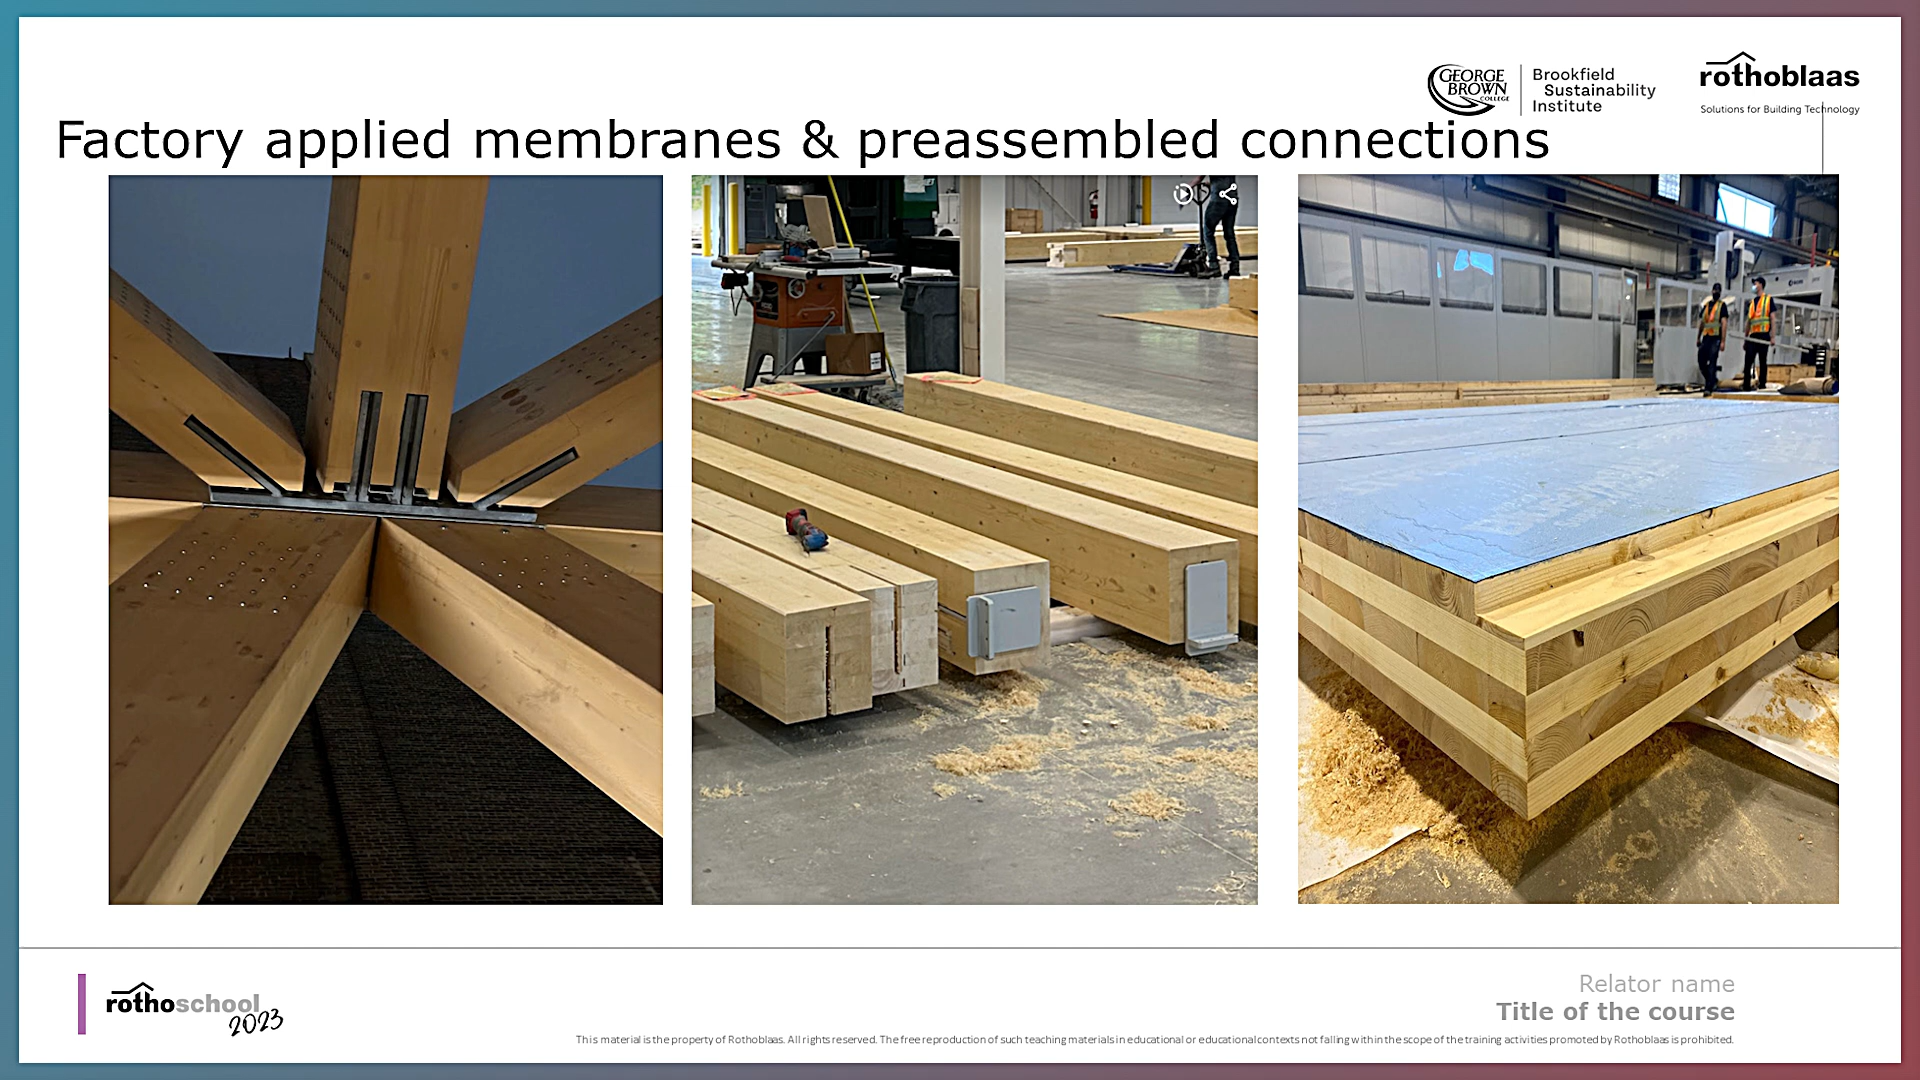 GEORGE
BROWN
COLLEGE
Brookfield
Sustainability
Institute
rothoblaas
Solutions for Building Technology
Factory applied membranes & preassembled connections
rothoschool
2023
Relator name
Title of the course
This material is the property of Rothoblaas. All rights reserved. The free reproduction of such teaching materials in educational or educational contexts not falling within the scope of the training activities promoted by Rothoblaas is prohibited.